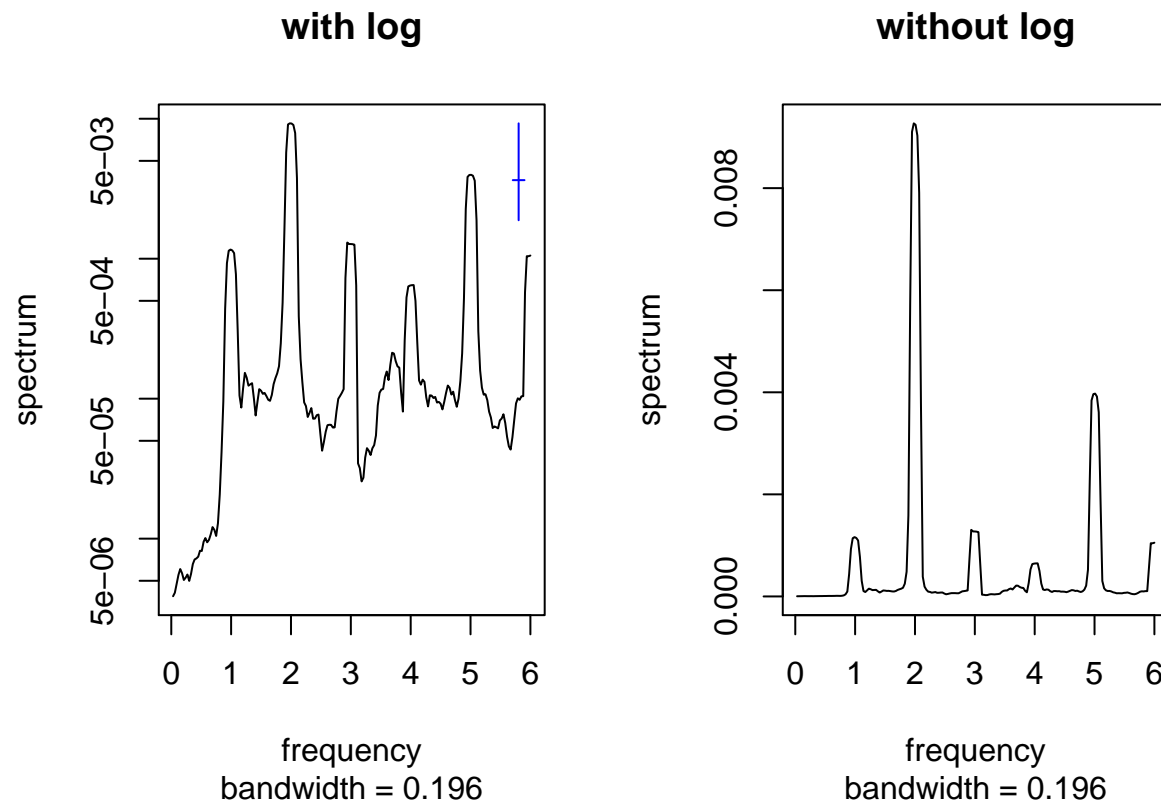 with log
5e−03
5e−04
5e−05
5e−06
spectrum
0 1 2 3 4 5 6
frequency
bandwidth = 0.196
without log
0.008
0.004
0.000
spectrum
0 1 2 3 4 5 6
frequency
bandwidth = 0.196